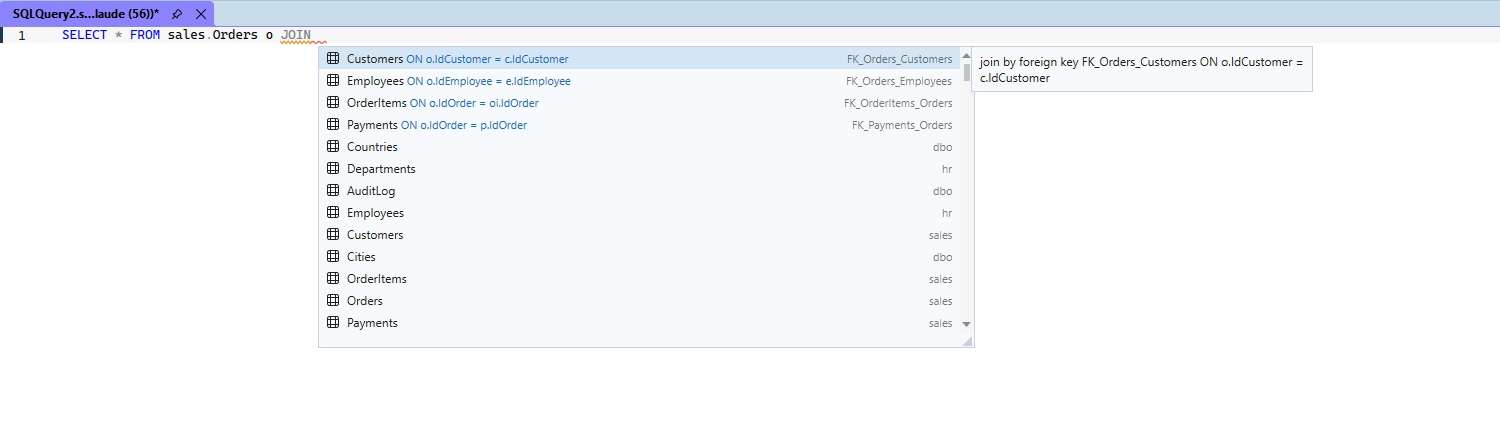 SQLQuery2.s...laude (56))*
1 SELECT * FROM sales.Orders o JOIN
Customers ON o.IdCustomer = c.IdCustomer FK_Orders_Customers
join by foreign key FK_Orders_Customers ON o.IdCustomer =
c.IdCustomer
Employees ON o.IdEmployee = e.IdEmployee FK_Orders_Employees
OrderItems ON o.IdOrder = oi.IdOrder FK_OrderItems_Orders
Payments ON o.IdOrder = p.IdOrder FK_Payments_Orders
Countries dbo
Departments hr
AuditLog dbo
Employees hr
Customers sales
Cities dbo
OrderItems sales
Orders sales
Payments sales